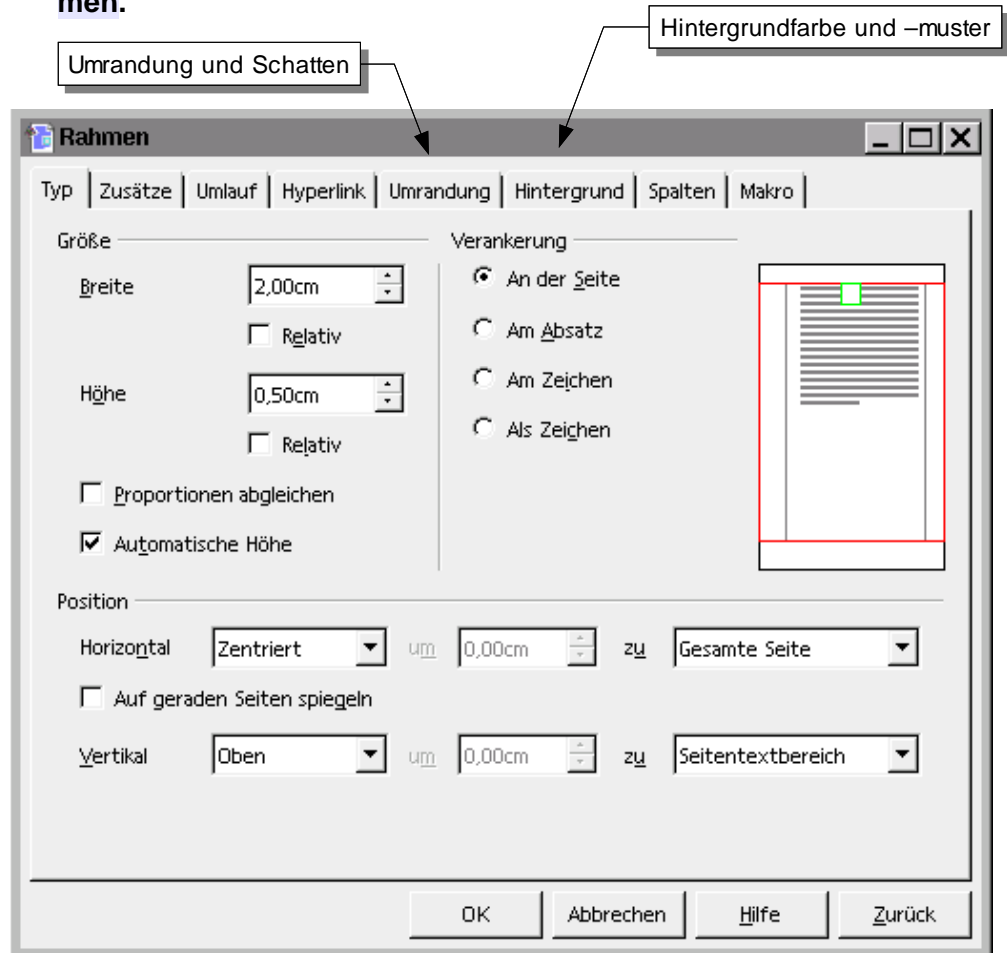 men.
Hintergrundfarbe und –muster
Umrandung und Schatten
Rahmen
Typ Zusätze Umlauf Hyperlink Umrandung Hintergrund Spalten Makro
Größe Verankerung
Breite 2,00cm An der Seite
Relativ Am Absatz
Höhe 0,50cm Am Zeichen
Relativ Als Zeichen
Proportionen abgleichen
Automatische Höhe
Position
Horizontal Zentriert um 0,00cm zu Gesamte Seite
Auf geraden Seiten spiegeln
Vertikal Oben um 0,00cm zu Seitentextbereich
OK Abbrechen Hilfe Zurück